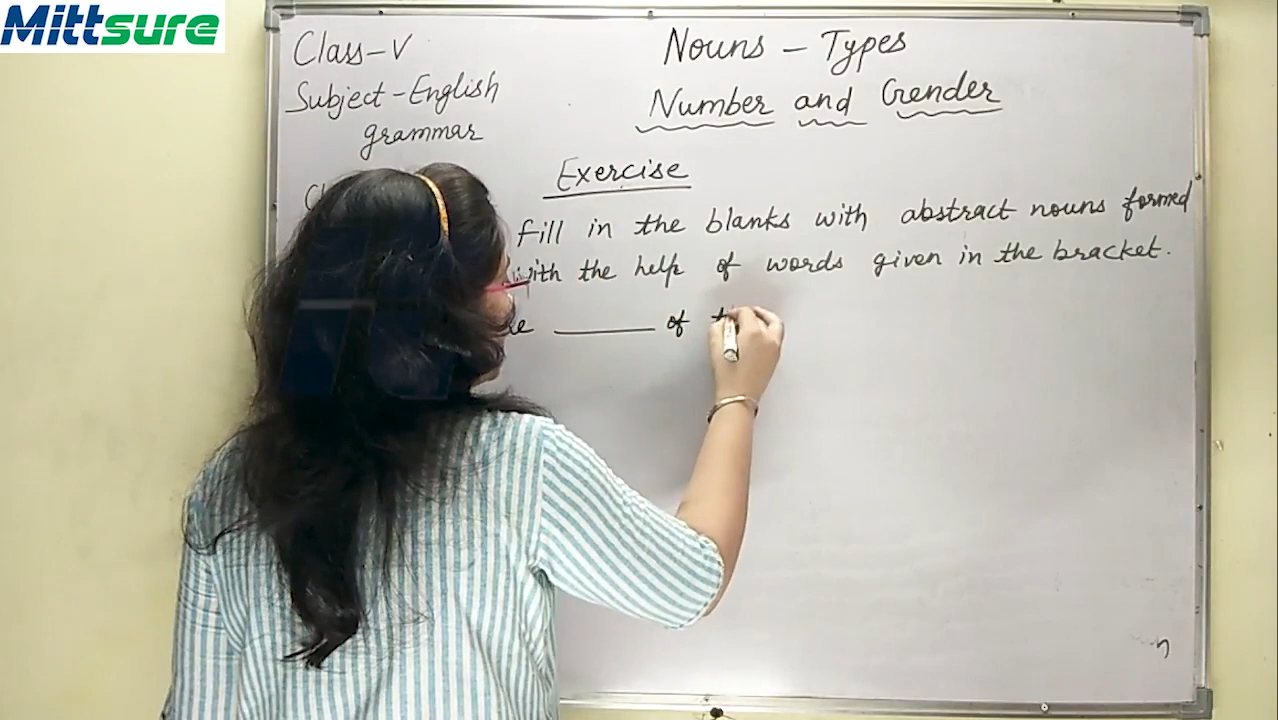 Mittsure
Class-V
Nouns - Types
Subject-English
Number and Gender
grammar
Exercise
Fill in the blanks with abstract nouns formed
with the help of words given in the bracket.
______ of